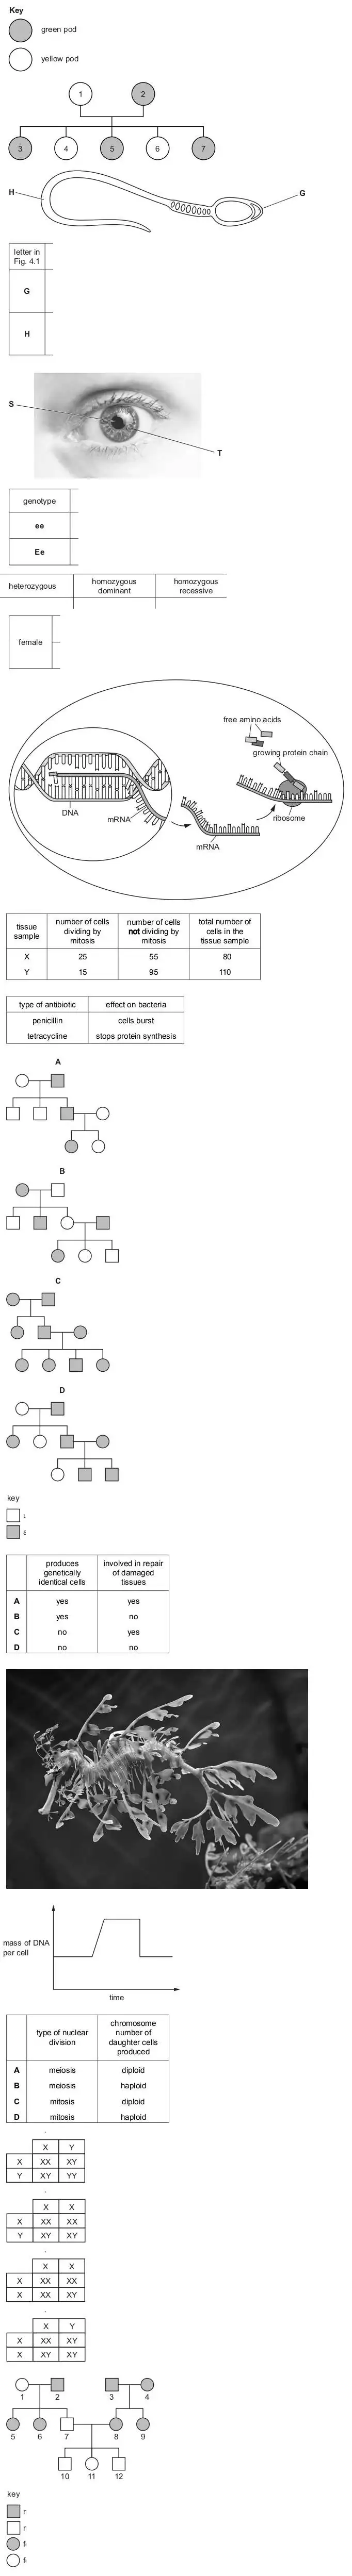 Key
green pod
yellow pod
1
2
3
4
5
6
7
H
G
letter in
Fig. 4.1
G
H
S
T
genotype
ee
Ee
heterozygous
homozygous
dominant
homozygous
recessive
female
free amino acids
growing protein chain
DNA
mRNA
ribosome
mRNA
tissue
sample
number of cells
dividing by
mitosis
number of cells
not dividing by
mitosis
total number of
cells in the
tissue sample
X 25 55 80
Y 15 95 110
type of antibiotic effect on bacteria
penicillin cells burst
tetracycline stops protein synthesis
A
B
C
D
key
produces
genetically
identical cells
involved in repair
of damaged
tissues
A yes yes
B yes no
C no yes
D no no
mass of DNA
per cell
time
type of nuclear
division
chromosome
number of
daughter cells
produced
A meiosis diploid
B meiosis haploid
C mitosis diploid
D mitosis haploid
X Y
X XX XY
Y XY YY
X X
X XX XX
Y XY XY
X X
X XX XX
X XX XX
X Y
X XX XY
X XY XY
1 2 3 4
5 6 7 8 9
10 11 12
key